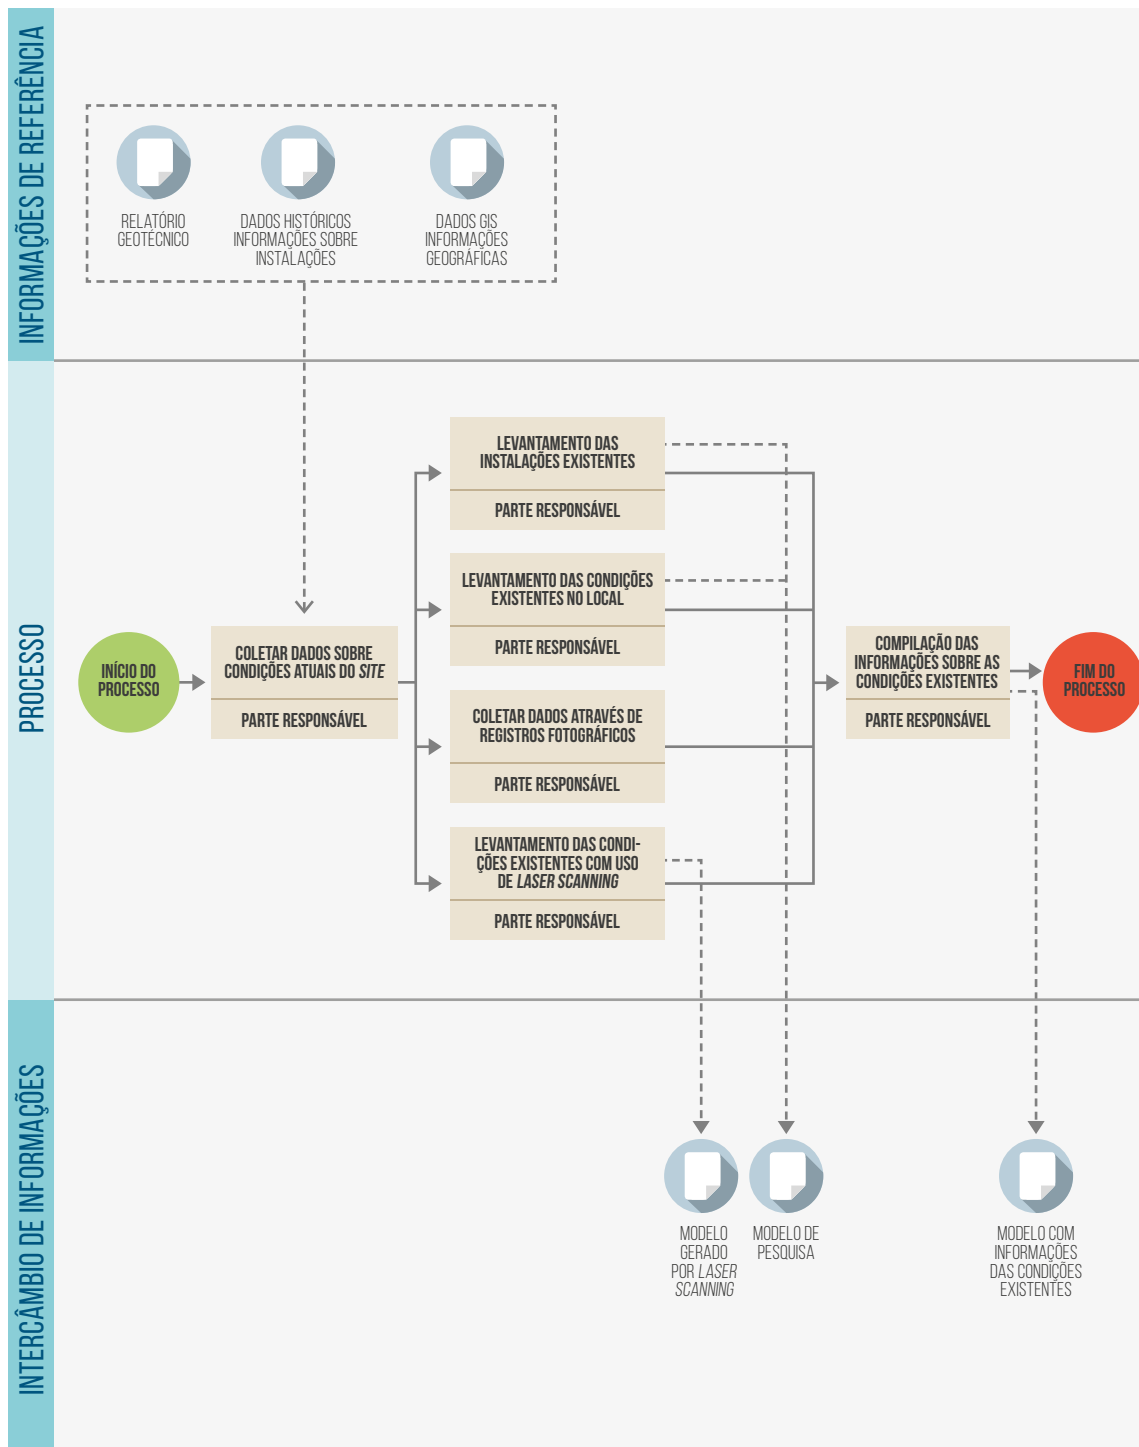 INFORMAÇÕES DE REFERÊNCIA
RELATÓRIO
GEOTÉCNICO
DADOS HISTÓRICOS
INFORMAÇÕES SOBRE
INSTALAÇÕES
DADOS GIS
INFORMAÇÕES
GEOGRÁFICAS
PROCESSO
INÍCIO DO
PROCESSO
COLETAR DADOS SOBRE
CONDIÇÕES ATUAIS DO SITE
PARTE RESPONSÁVEL
LEVANTAMENTO DAS
INSTALAÇÕES EXISTENTES
PARTE RESPONSÁVEL
LEVANTAMENTO DAS CONDIÇÕES
EXISTENTES NO LOCAL
PARTE RESPONSÁVEL
COLETAR DADOS ATRAVÉS DE
REGISTROS FOTOGRÁFICOS
PARTE RESPONSÁVEL
LEVANTAMENTO DAS CONDI-
ÇÕES EXISTENTES COM USO
DE LASER SCANNING
PARTE RESPONSÁVEL
COMPILAÇÃO DAS
INFORMAÇÕES SOBRE AS
CONDIÇÕES EXISTENTES
PARTE RESPONSÁVEL
FIM DO
PROCESSO
INTERCÂMBIO DE INFORMAÇÕES
MODELO
GERADO
POR LASER
SCANNING
MODELO DE
PESQUISA
MODELO COM
INFORMAÇÕES
DAS CONDIÇÕES
EXISTENTES